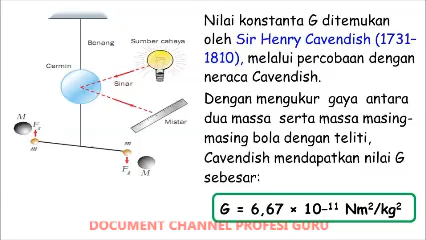 Benang
Sumber cahaya
Cermin
Sinar
Mistar
M
F_g
m
m
F_g
M
Nilai konstanta G ditemukan
oleh Sir Henry Cavendish (1731–
1810), melalui percobaan dengan
neraca Cavendish.
Dengan mengukur gaya antara
dua massa serta massa masing-
masing bola dengan teliti,
Cavendish mendapatkan nilai G
sebesar:
G = 6,67 × 10⁻¹¹ Nm²/kg²
DOCUMENT CHANNEL PROFESI GURU